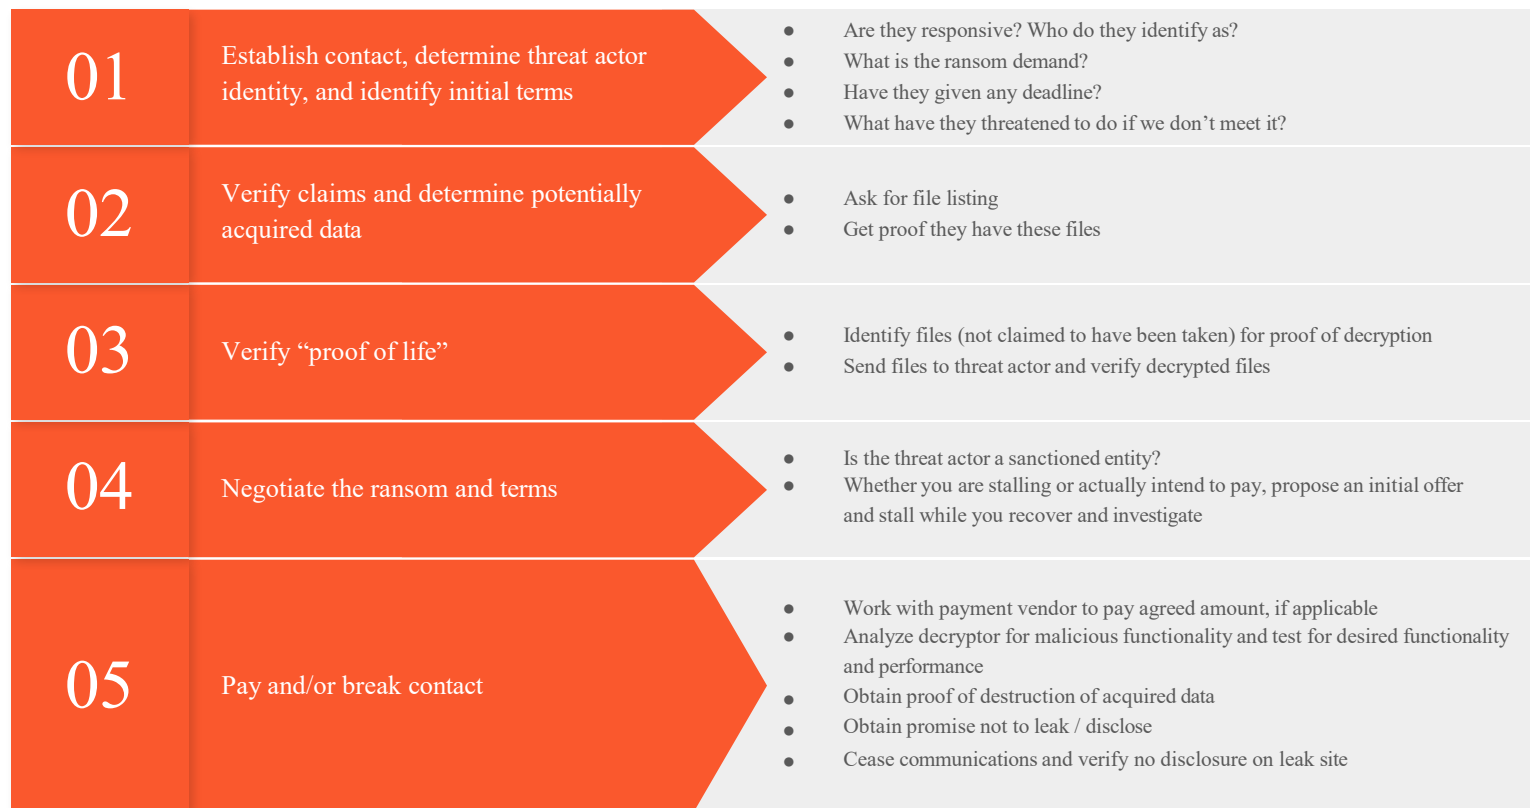 01
Establish contact, determine threat actor
identity, and identify initial terms
● Are they responsive? Who do they identify as?
● What is the ransom demand?
● Have they given any deadline?
● What have they threatened to do if we don’t meet it?
02
Verify claims and determine potentially
acquired data
● Ask for file listing
● Get proof they have these files
03
Verify “proof of life”
● Identify files (not claimed to have been taken) for proof of decryption
● Send files to threat actor and verify decrypted files
04
Negotiate the ransom and terms
● Is the threat actor a sanctioned entity?
● Whether you are stalling or actually intend to pay, propose an initial offer
and stall while you recover and investigate
05
Pay and/or break contact
● Work with payment vendor to pay agreed amount, if applicable
● Analyze decryptor for malicious functionality and test for desired functionality
and performance
● Obtain proof of destruction of acquired data
● Obtain promise not to leak / disclose
● Cease communications and verify no disclosure on leak site